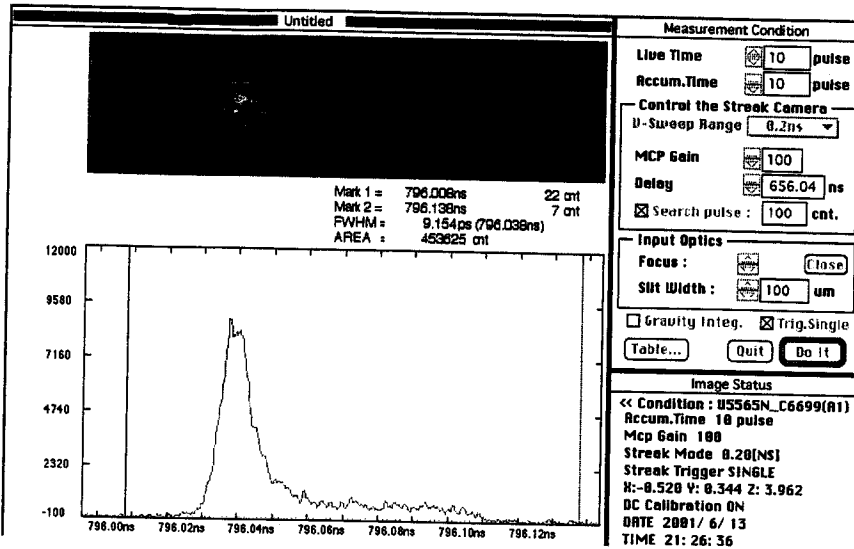 Untitled
Mark 1 = 796.008ns 22 cnt
Mark 2 = 796.138ns 7 cnt
FWHM = 9.154ps (796.038ns)
AREA = 453625 cnt
12000
9580
7160
4740
2320
-100
796.00ns 796.02ns 796.04ns 796.06ns 796.08ns 796.10ns 796.12ns
Measurement Condition
Live Time 10 pulse
Accum.Time 10 pulse
Control the Streak Camera
V-Sweep Range 0.2ns
MCP Gain 100
Delay 656.04 ns
Search pulse : 100 cnt.
Input Optics
Focus : Close
Slit Width : 100 um
Gravity Integ. Trig.Single
Table... Quit Do It
Image Status
<< Condition : U5565N_C6699(A1)
Accum.Time 10 pulse
Mcp Gain 100
Streak Mode 0.20[NS]
Streak Trigger SINGLE
X:-0.520 Y: 0.344 Z: 3.962
DC Calibration ON
DATE 2001/ 6/ 13
TIME 21: 26: 36